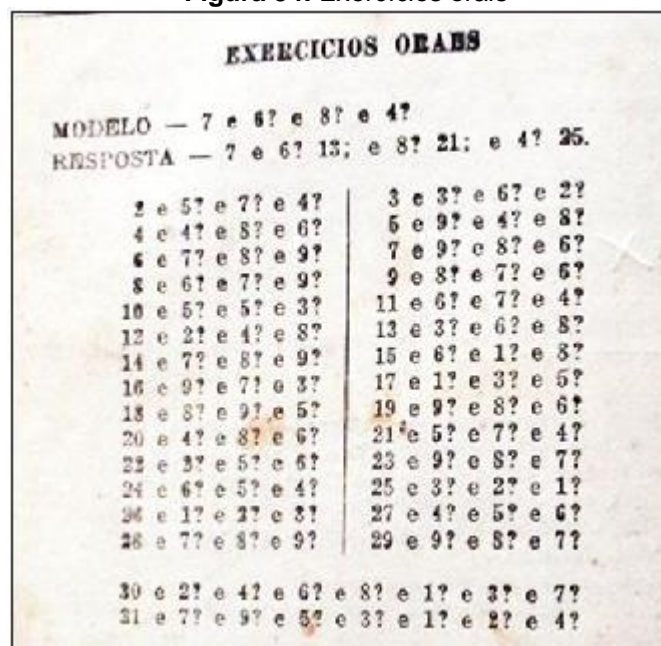 Figura Exercícios orais
EXERCICIOS ORAES
MODELO — 7 e 6? e 8? e 4?
RESPOSTA — 7 e 6? 13; e 8? 21; e 4? 25.
2 e 5? e 7? e 4?
4 e 4? e 8? e 6?
6 e 7? e 8? e 9?
8 e 6? e 7? e 9?
10 e 5? e 5? e 3?
12 e 2? e 4? e 8?
14 e 7? e 8? e 9?
16 e 9? e 7? e 3?
18 e 8? e 9? e 5?
20 e 4? e 8? e 6?
22 e 3? e 5? e 6?
24 e 6? e 5? e 4?
26 e 1? e 2? e 3?
28 e 7? e 8? e 9?
3 e 3? e 6? e 2?
5 e 9? e 4? e 8?
7 e 9? e 8? e 6?
9 e 8? e 7? e 6?
11 e 6? e 7? e 4?
13 e 3? e 6? e 8?
15 e 6? e 1? e 8?
17 e 1? e 3? e 5?
19 e 9? e 8? e 6?
21 e 5? e 7? e 4?
23 e 9? e 8? e 7?
25 e 3? e 2? e 1?
27 e 4? e 5? e 6?
29 e 9? e 8? e 7?
30 e 2? e 4? e 6? e 8? e 1? e 3? e 7?
31 e 7? e 9? e 5? e 3? e 1? e 2? e 4?